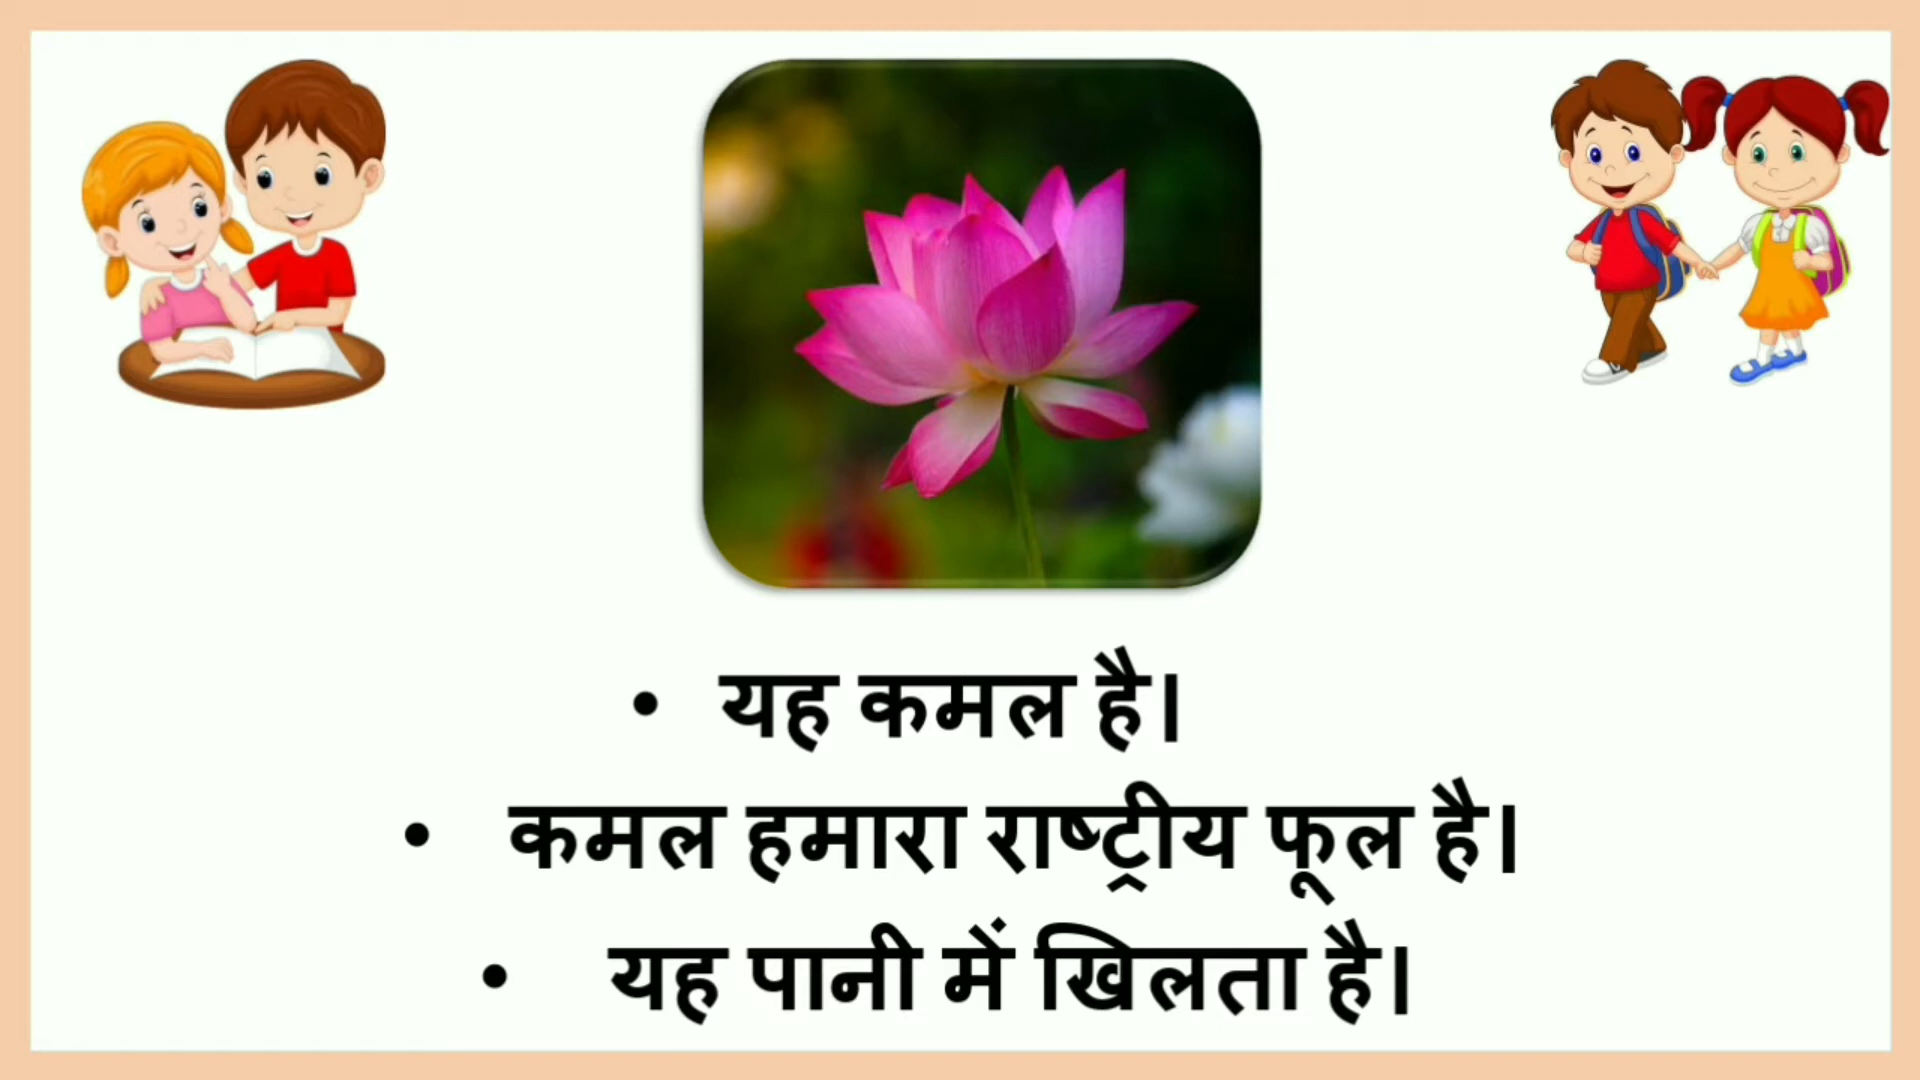 • यह कमल है।
• कमल हमारा राष्ट्रीय फूल है।
• यह पानी में खिलता है।